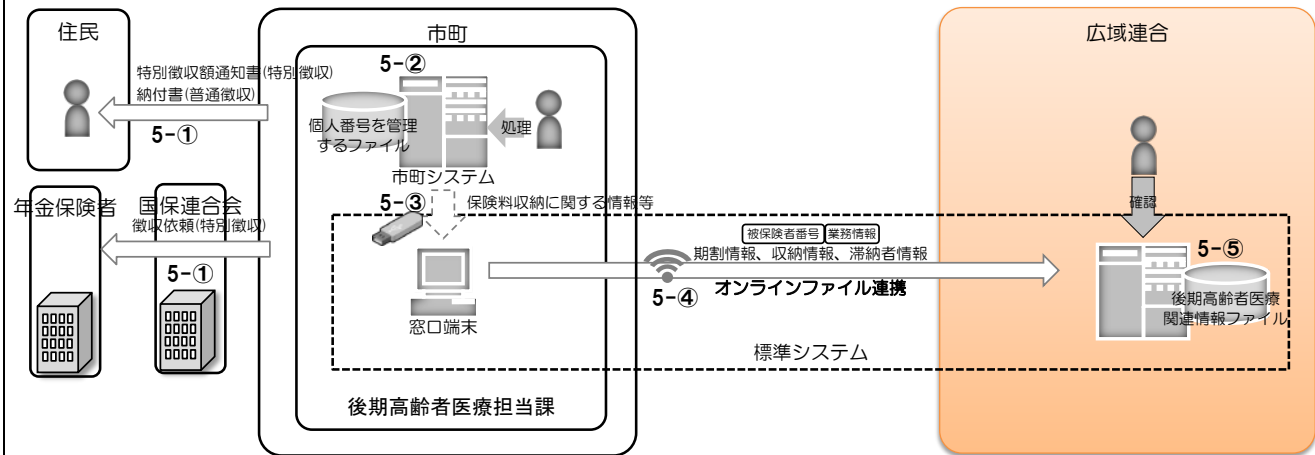 住民
特別徴収額通知書(特別徴収)
納付書(普通徴収)
5-①
年金保険者
国保連合会
徴収依頼(特別徴収)
5-①
市町
5-②
個人番号を管理
するファイル
処理
市町システム
5-③
保険料収納に関する情報等
窓口端末
後期高齢者医療担当課
被保険者番号 業務情報
期割情報、収納情報、滞納者情報
5-④
オンラインファイル連携
標準システム
広域連合
確認
5-⑤
後期高齢者医療
関連情報ファイル